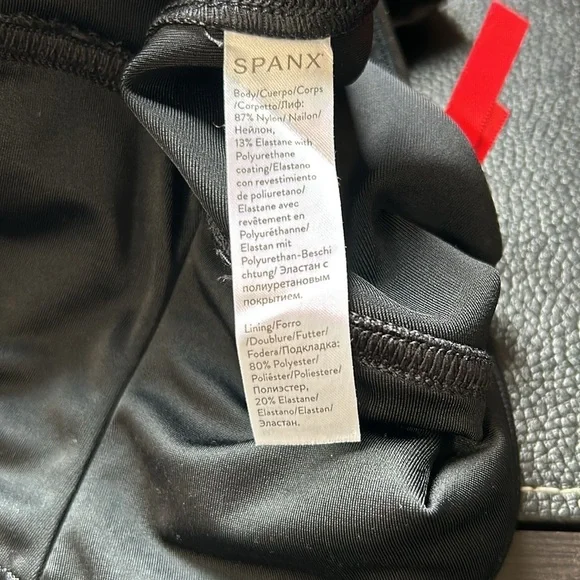 SPANX®
Body/Cuerpo/Corps
/Corpetto/Лиф:
87% Nylon/ Nailon/
Нейлон,
13% Elastane with
Polyurethane
coating/Elastano
con revestimiento
de poliuretano/
Elastane avec
revêtement en
Polyuréthanne/
Elastan mit
Polyurethan-Beschi
chtung/ Эластан с
полиуретановым
покрытием.
Lining/Forro
/Doublure/Futter/
Fodera/Подкладка:
80% Polyester/
Poliéster/Poliestere/
Полиэстер,
20% Elastane/
Elastano/Elastan/
Эластан.